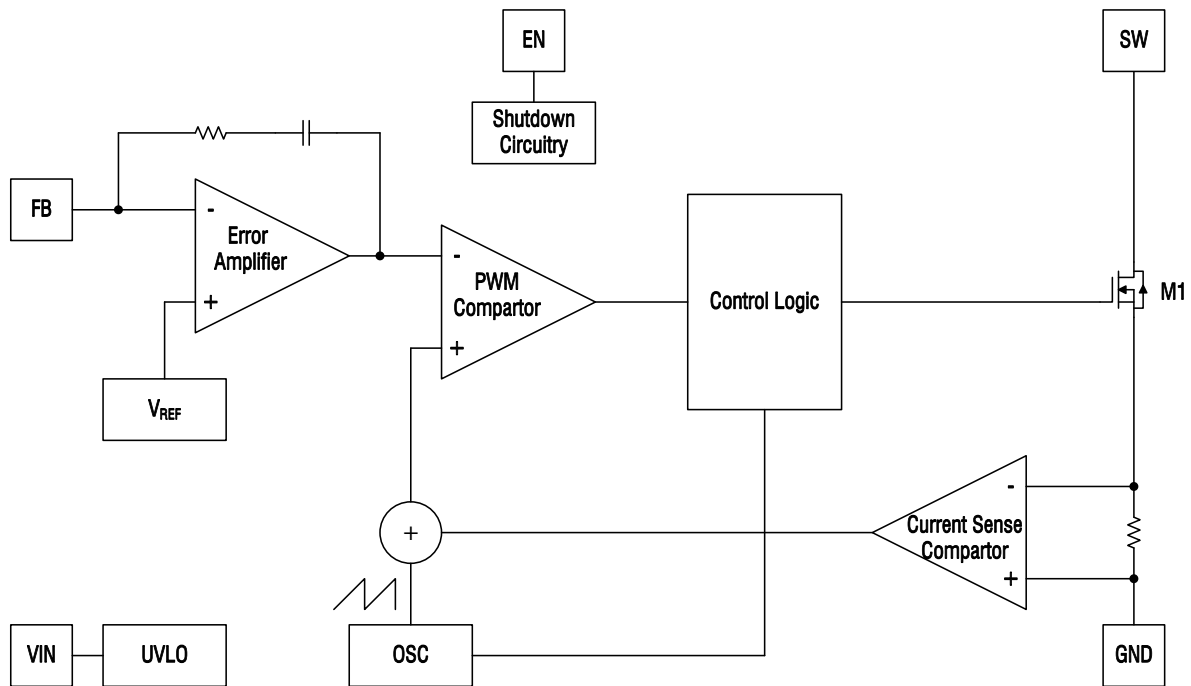 EN
SW
Shutdown
Circuitry
FB
-
Error
Amplifier
+
VREF
-
PWM
Compartor
+
Control Logic
M1
-
Current Sense
Compartor
+
+
VIN
UVLO
OSC
GND